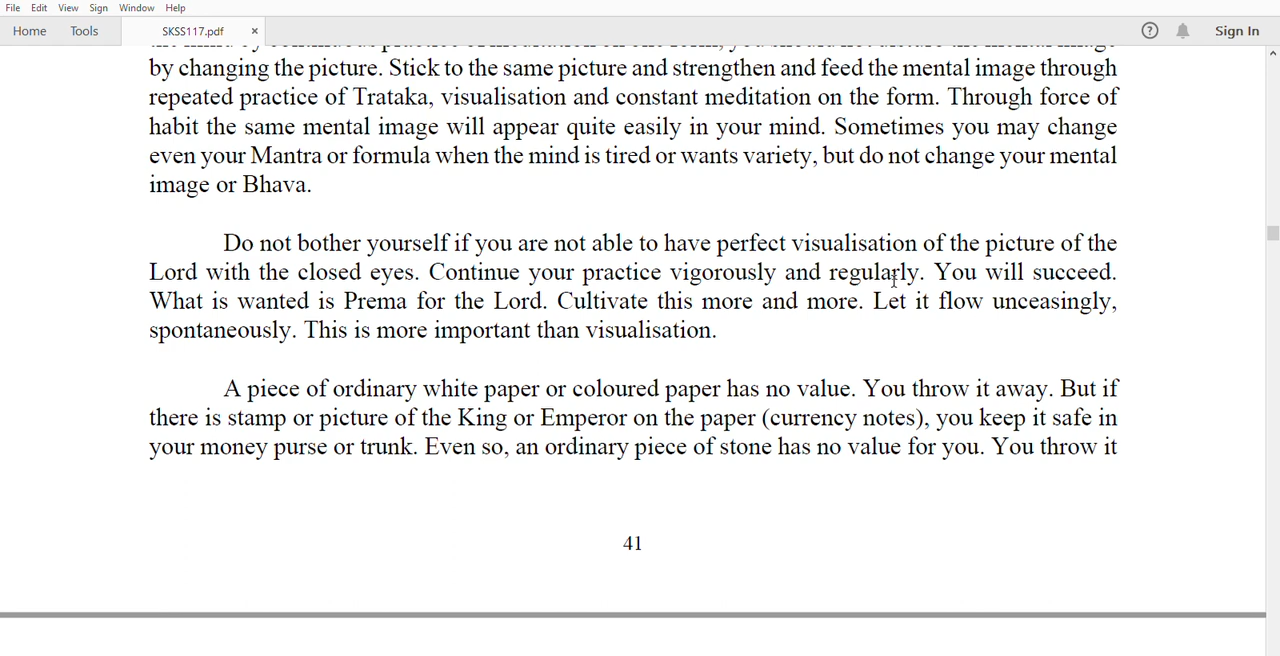 File Edit View Sign Window Help
Home Tools SKSS117.pdf × ? Sign In
by changing the picture. Stick to the same picture and strengthen and feed the mental image through
repeated practice of Trataka, visualisation and constant meditation on the form. Through force of
habit the same mental image will appear quite easily in your mind. Sometimes you may change
even your Mantra or formula when the mind is tired or wants variety, but do not change your mental
image or Bhava.
Do not bother yourself if you are not able to have perfect visualisation of the picture of the
Lord with the closed eyes. Continue your practice vigorously and regularly. You will succeed.
What is wanted is Prema for the Lord. Cultivate this more and more. Let it flow unceasingly,
spontaneously. This is more important than visualisation.
A piece of ordinary white paper or coloured paper has no value. You throw it away. But if
there is stamp or picture of the King or Emperor on the paper (currency notes), you keep it safe in
your money purse or trunk. Even so, an ordinary piece of stone has no value for you. You throw it
41